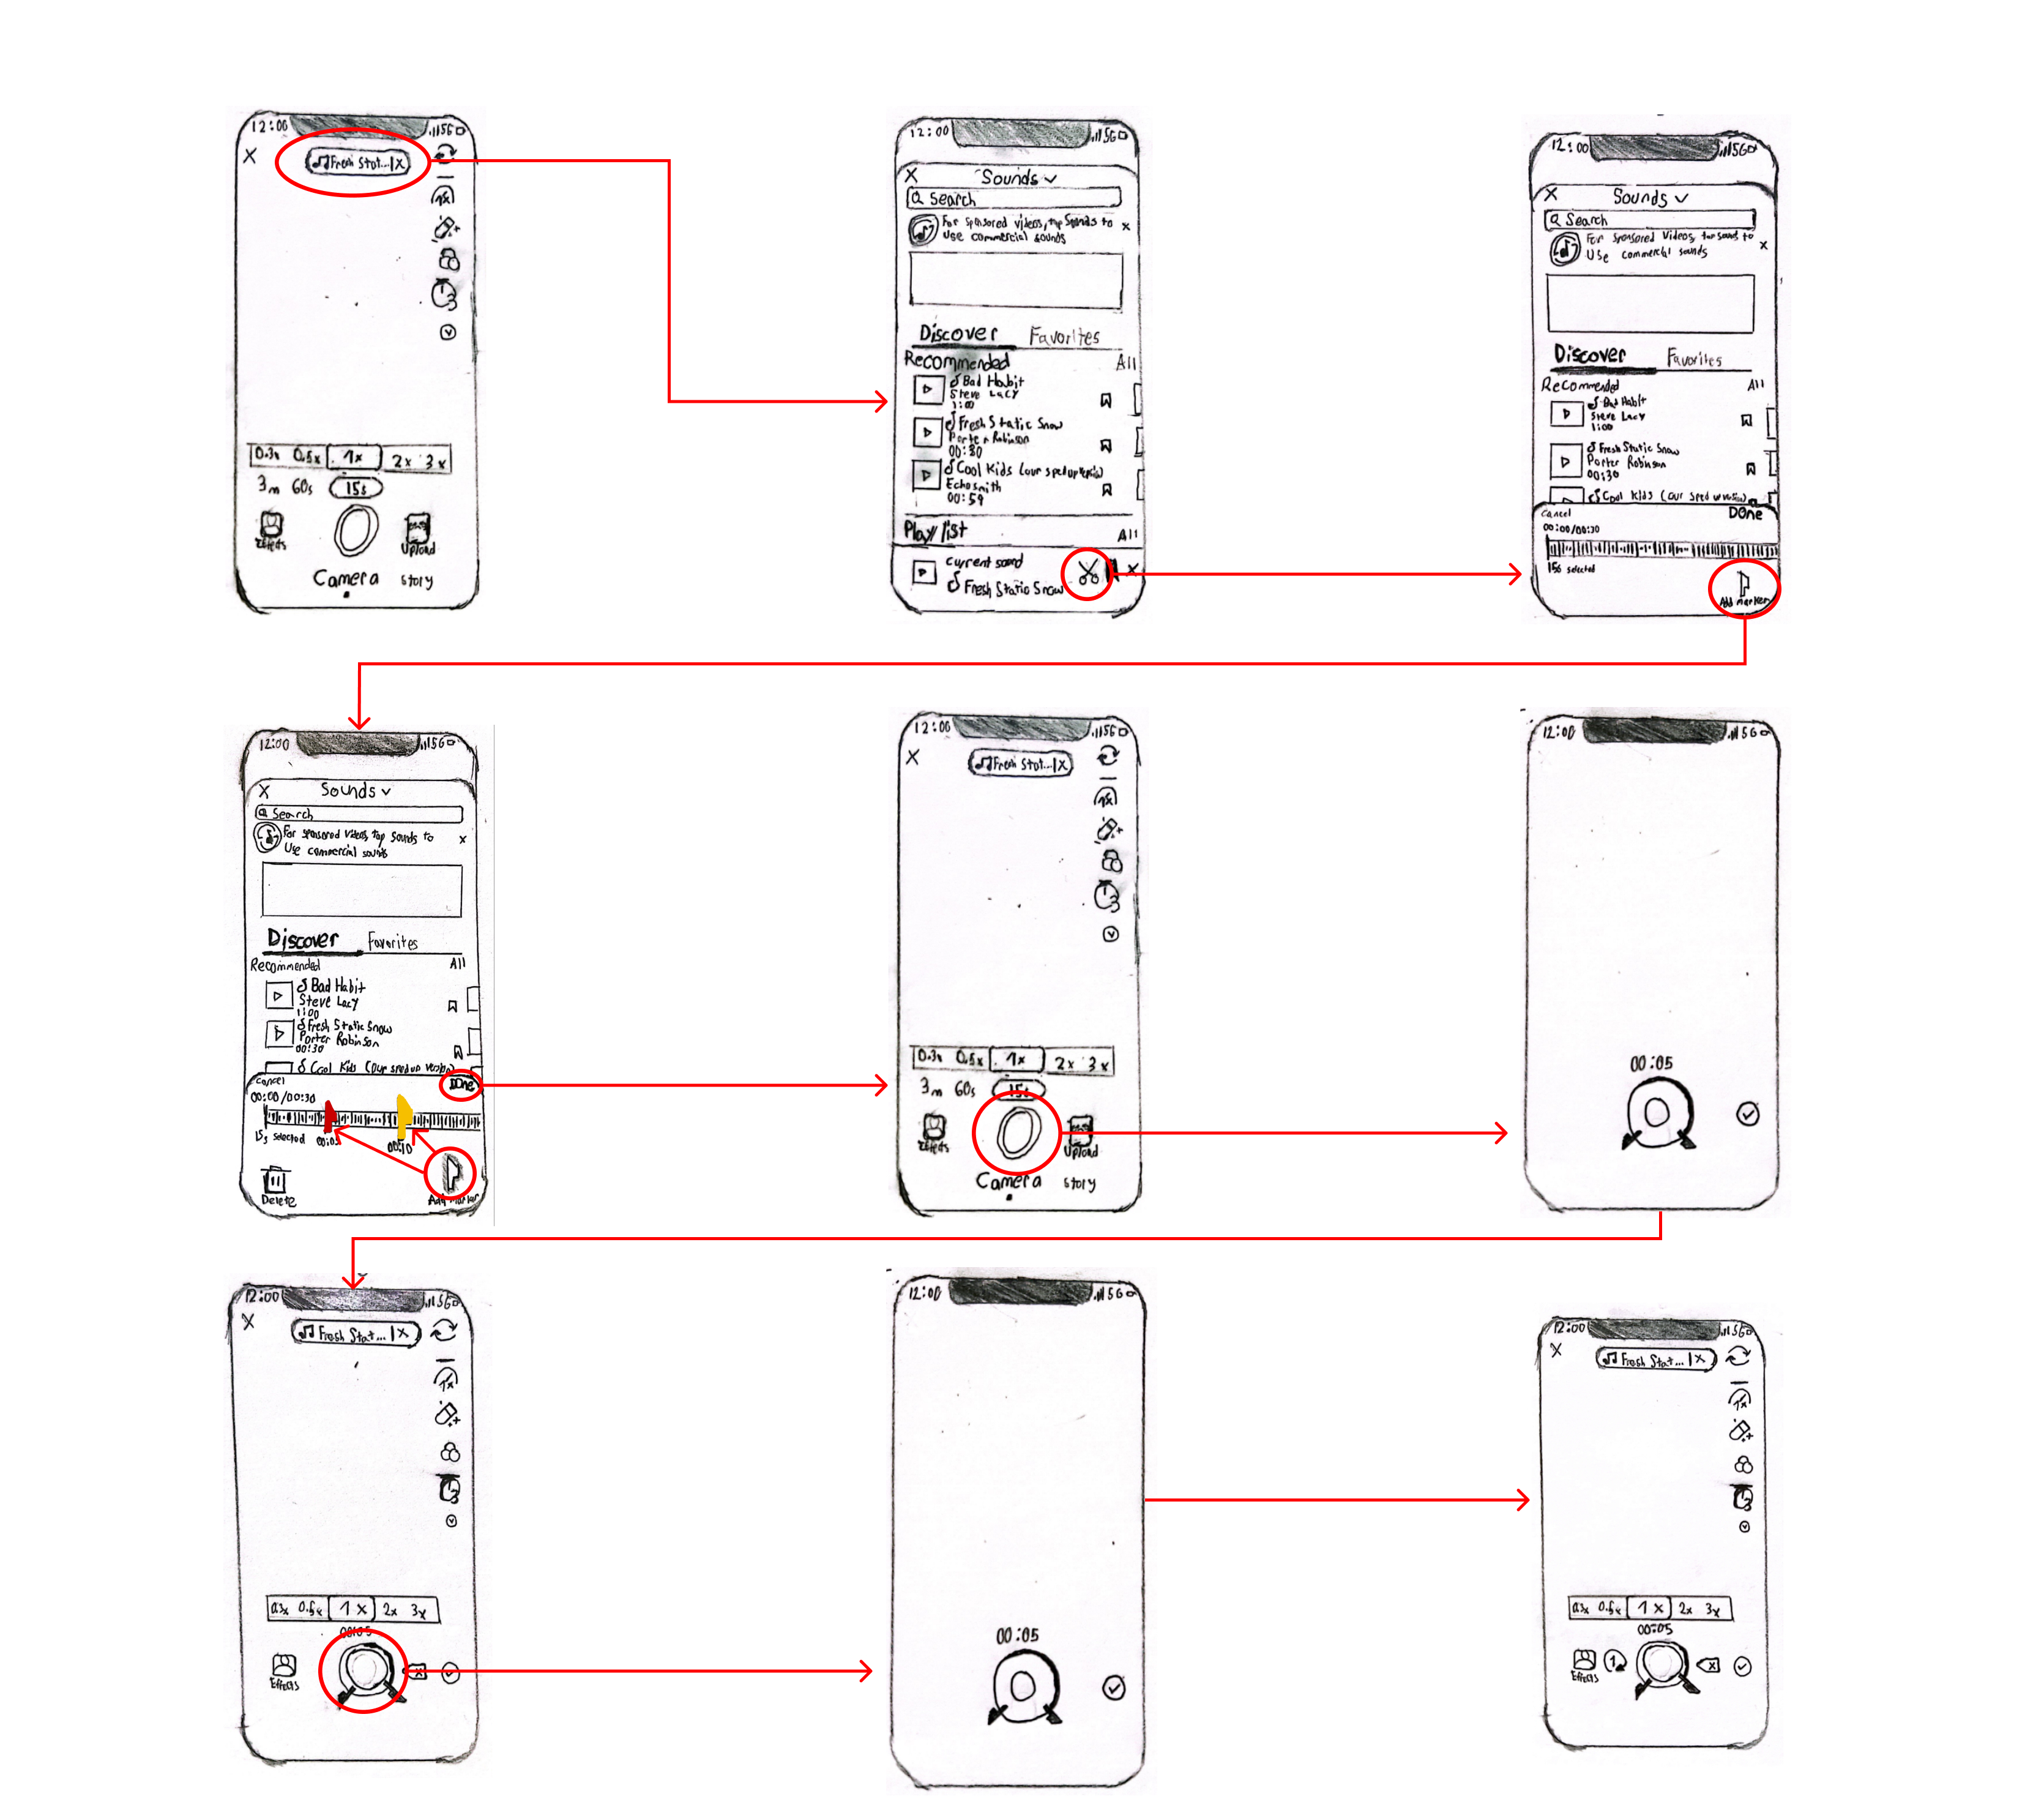 12:00 5G
X Fresh Stat... | X
1x
3
0.3x 0.5x 1x 2x 3x
3m 60s 15s
Effects Upload
Camera Story
12:00 5G
X Sounds
Search
For sponsored videos, tap sounds to x
Use commercial sounds
Discover Favorites
Recommended All
Bad Habit
Steve Lacy
1:00
Fresh Static Snow
Porter Robinson
00:30
Cool Kids (our sped up version)
Echosmith
00:59
Playlist All
Current sound X
Fresh Static Snow
12:00 5G
X Sounds
Search
For sponsored Videos, tap sounds to x
Use commercial sounds
Discover Favorites
Recommended All
Bad Habit
Steve Lacy
1:00
Fresh Static Snow
Porter Robinson
00:30
Cool Kids (our sped up version)
Cancel Done
00:00/00:30
15s selected
Add marker
12:00 5G
X Sounds
Search
For sponsored Videos, tap sounds to x
Use commercial sounds
Discover Favorites
Recommended All
Bad Habit
Steve Lacy
1:00
Fresh Static Snow
Porter Robinson
00:30
Cool Kids (our sped up version)
Cancel Done
00:00/00:30
15s selected 00:05 00:10
Delete Add marker
12:00 5G
X Fresh Stat... | X
1x
3
0.3x 0.5x 1x 2x 3x
3m 60s 15s
Effects Upload
Camera Story
12:00 5G
00:05
12:00 5G
X Fresh Stat... | X
1x
3
0.3x 0.5x 1x 2x 3x
00:05
Effects x
12:00 5G
00:05
12:00 5G
X Fresh Stat... | X
1x
3
0.3x 0.5x 1x 2x 3x
00:05
Effects 1 x